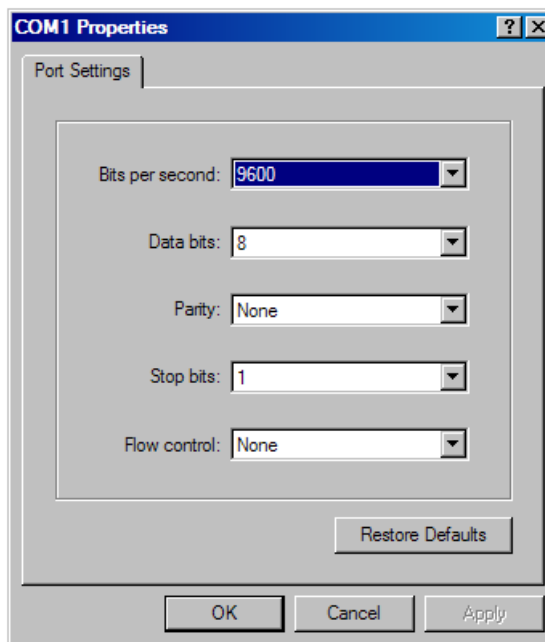 COM1 Properties
Port Settings
Bits per second: 9600
Data bits: 8
Parity: None
Stop bits: 1
Flow control: None
Restore Defaults
OK Cancel Apply